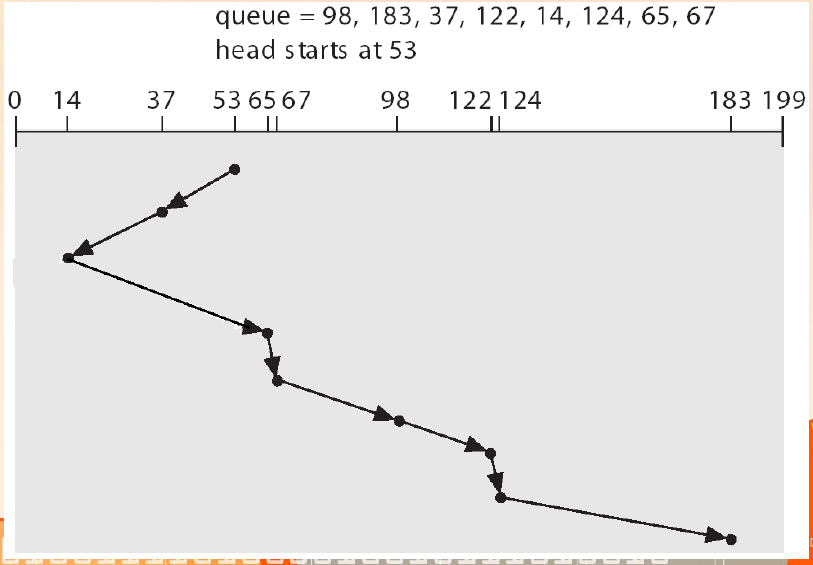 queue = 98, 183, 37, 122, 14, 124, 65, 67
head starts at 53
0 14 37 53 65 67 98 122 124 183 199